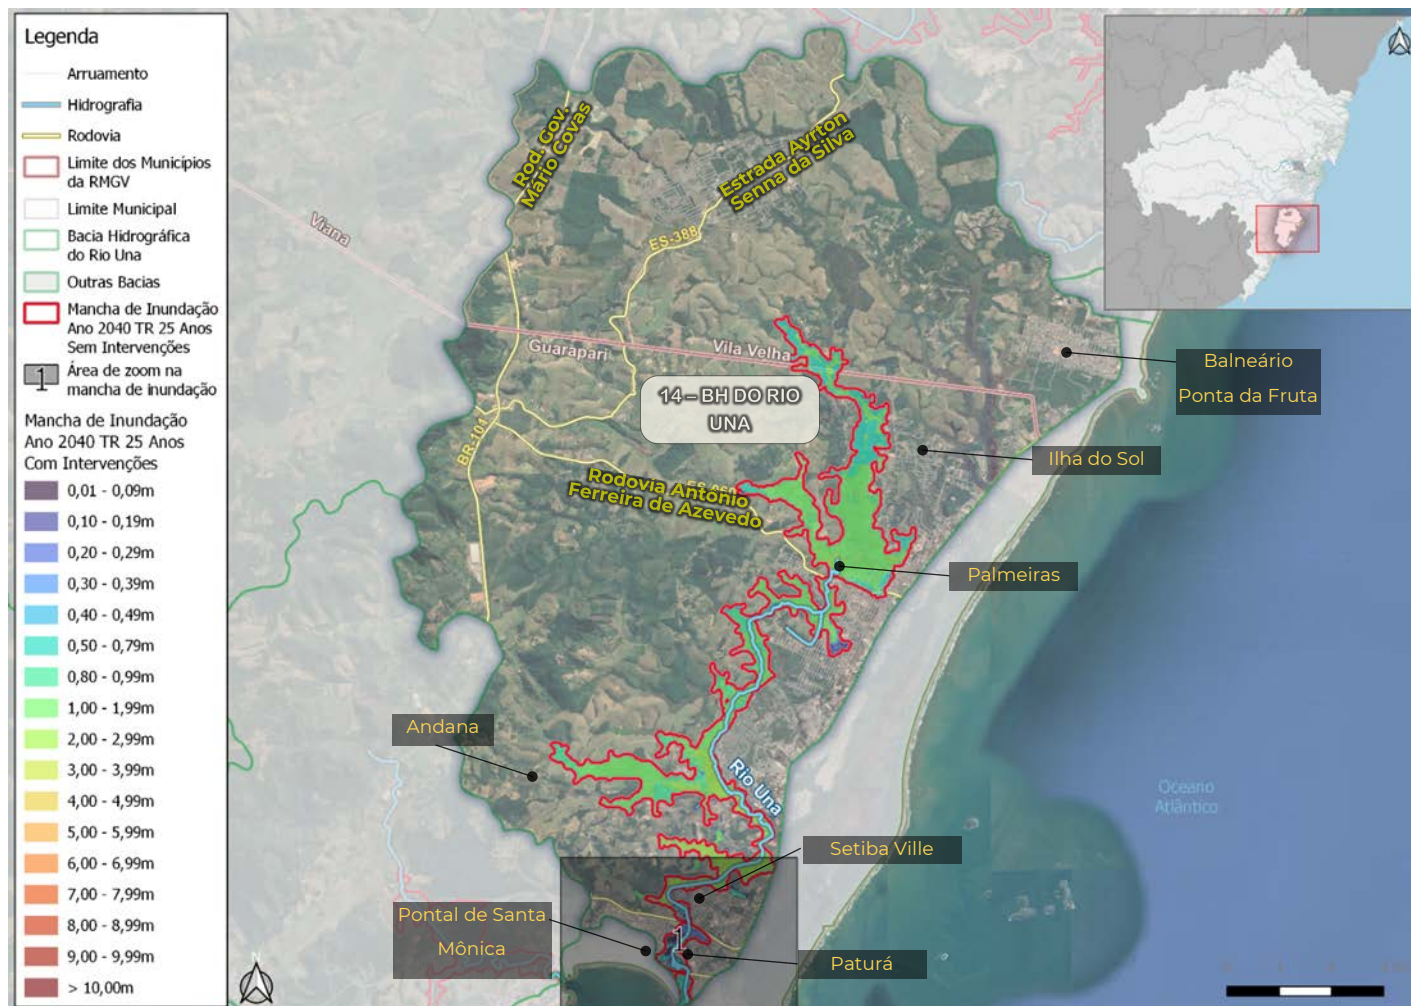 Legenda
Arruamento
Hidrografia
Rodovia
Limite dos Municípios
da RMGV
Limite Municipal
Bacia Hidrográfica
do Rio Una
Outras Bacias
Mancha de Inundação
Ano 2040 TR 25 Anos
Sem Intervenções
1
Área de zoom na
mancha de inundação
Mancha de Inundação
Ano 2040 TR 25 Anos
Com Intervenções
0,01 - 0,09m
0,10 - 0,19m
0,20 - 0,29m
0,30 - 0,39m
0,40 - 0,49m
0,50 - 0,79m
0,80 - 0,99m
1,00 - 1,99m
2,00 - 2,99m
3,00 - 3,99m
4,00 - 4,99m
5,00 - 5,99m
6,00 - 6,99m
7,00 - 7,99m
8,00 - 8,99m
9,00 - 9,99m
> 10,00m
Rod. Gov.
Mário Covas
Estrada Ayrton
Senna da Silva
ES-388
Viana
Guarapari
Vila Velha
14 – BH DO RIO
UNA
BR-101
Rodovia Antônio
Ferreira de Azevedo
Balneário
Ponta da Fruta
Ilha do Sol
Palmeiras
Andana
Rio Una
Oceano
Atlântico
Setiba Ville
Pontal de Santa
Mônica
1
Paturá